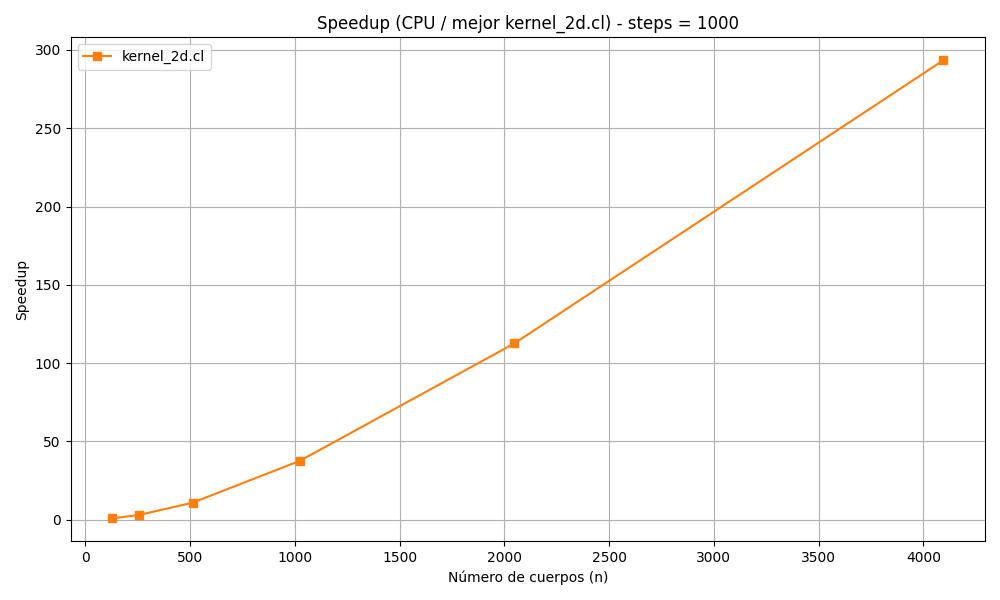 Speedup (CPU / mejor kernel_2d.cl) - steps = 1000
kernel_2d.cl
300
250
200
150
100
50
0
Speedup
0 500 1000 1500 2000 2500 3000 3500 4000
Número de cuerpos (n)